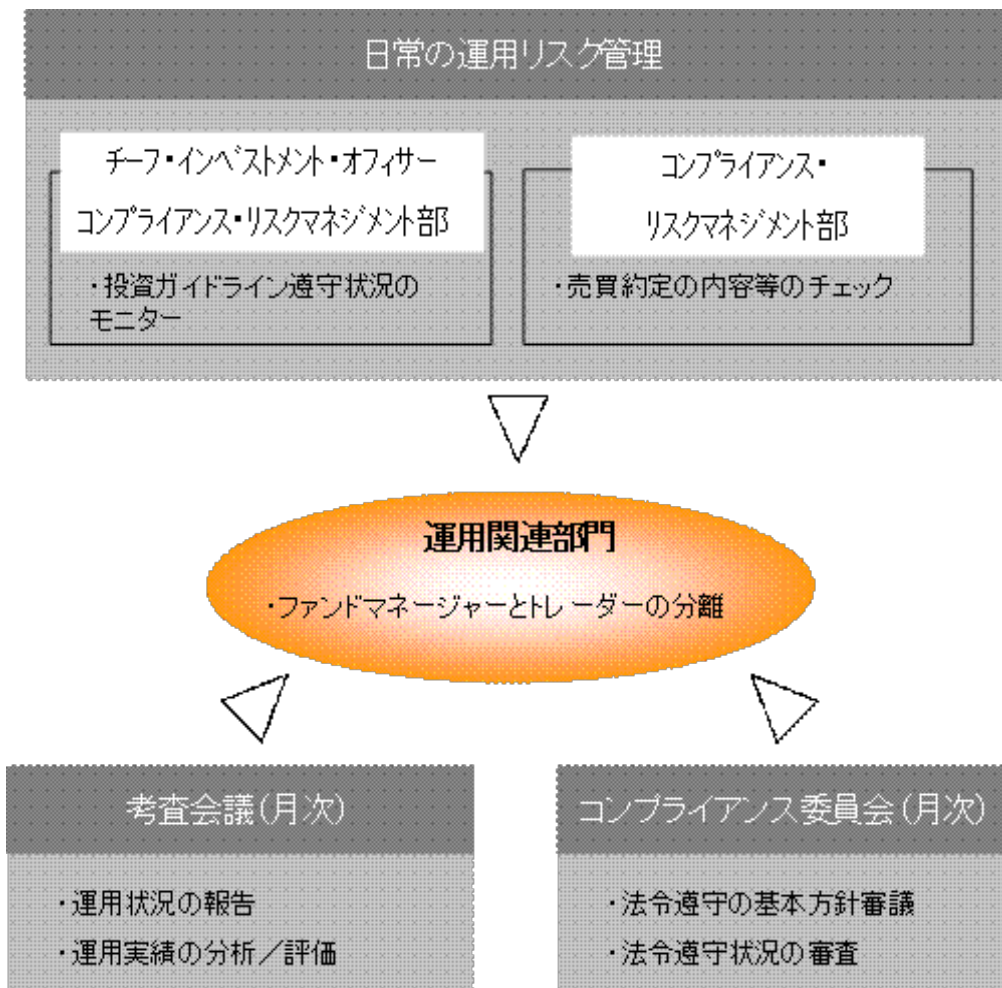 日常の運用リスク管理
チーフ・インベストメント・オフィサー
コンプライアンス・リスクマネジメント部
・投資ガイドライン遵守状況の
モニター
コンプライアンス・
リスクマネジメント部
・売買約定の内容等のチェック
運用関連部門
・ファンドマネージャーとトレーダーの分離
考査会議(月次)
・運用状況の報告
・運用実績の分析／評価
コンプライアンス委員会(月次)
・法令遵守の基本方針審議
・法令遵守状況の審査